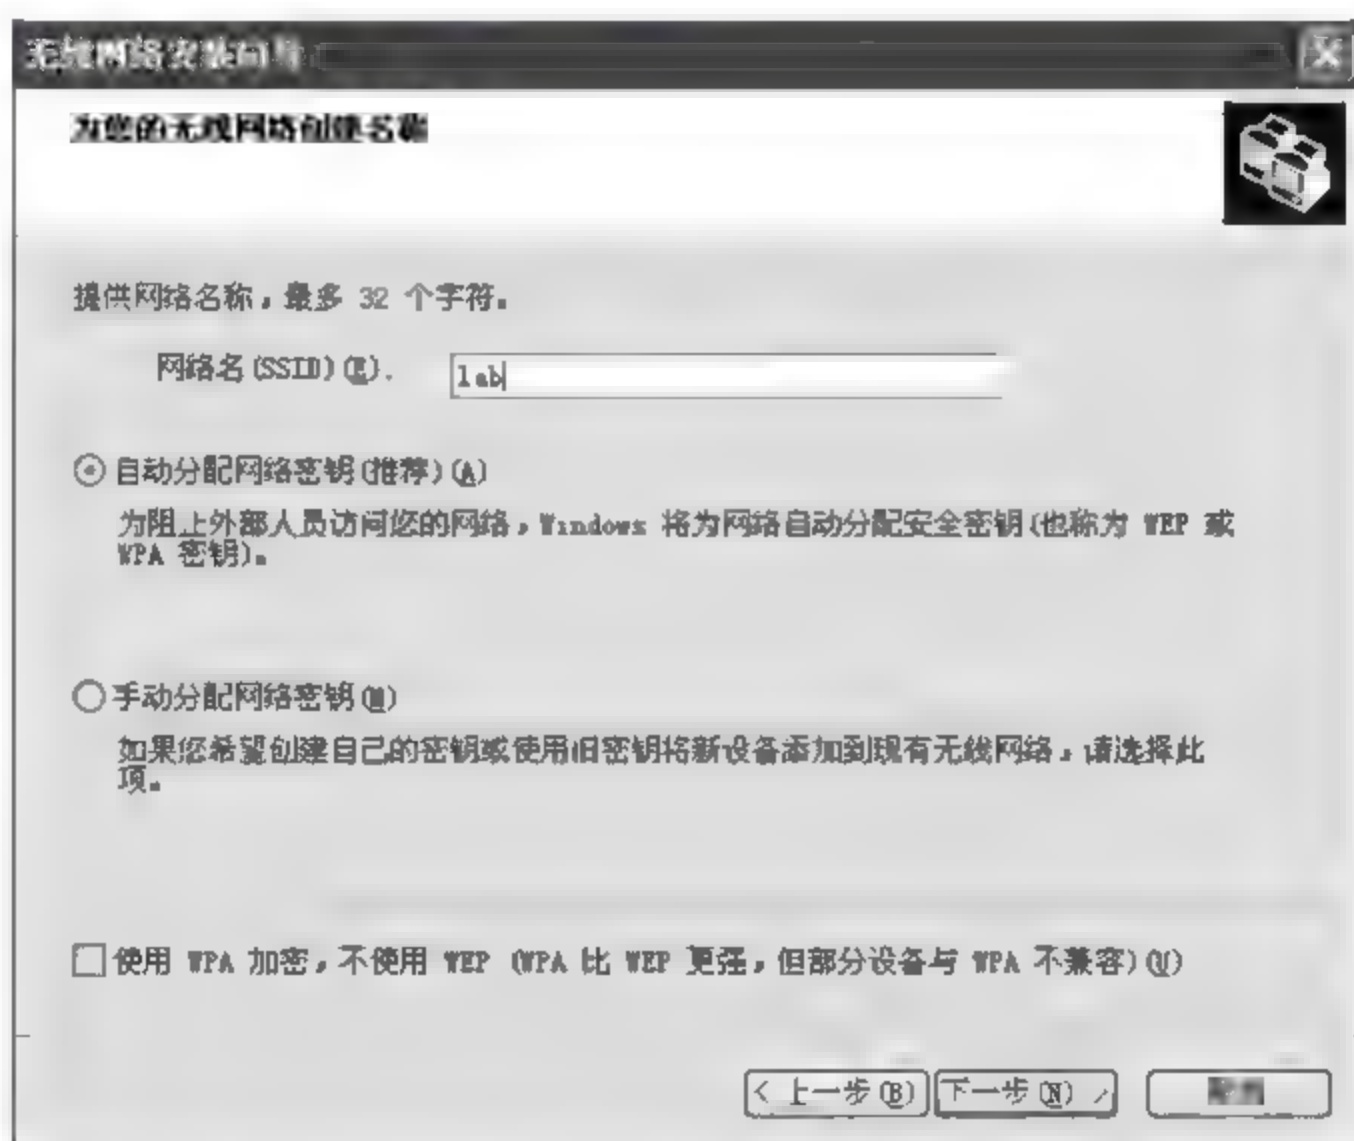 无线网络安装向导
为您的无线网络创建名称
提供网络名称，最多 32 个字符。
网络名(SSID)(E):
lab
自动分配网络密钥(推荐)(A)
为阻止外部人员访问您的网络，Windows 将为网络自动分配安全密钥(也称为 WEP 或
WPA 密钥)。
手动分配网络密钥(M)
如果您希望创建自己的密钥或使用旧密钥将新设备添加到现有无线网络，请选择此
项。
使用 WPA 加密，不使用 WEP (WPA 比 WEP 更强，但部分设备与 WPA 不兼容)(U)
< 上一步(B)
下一步(N) >